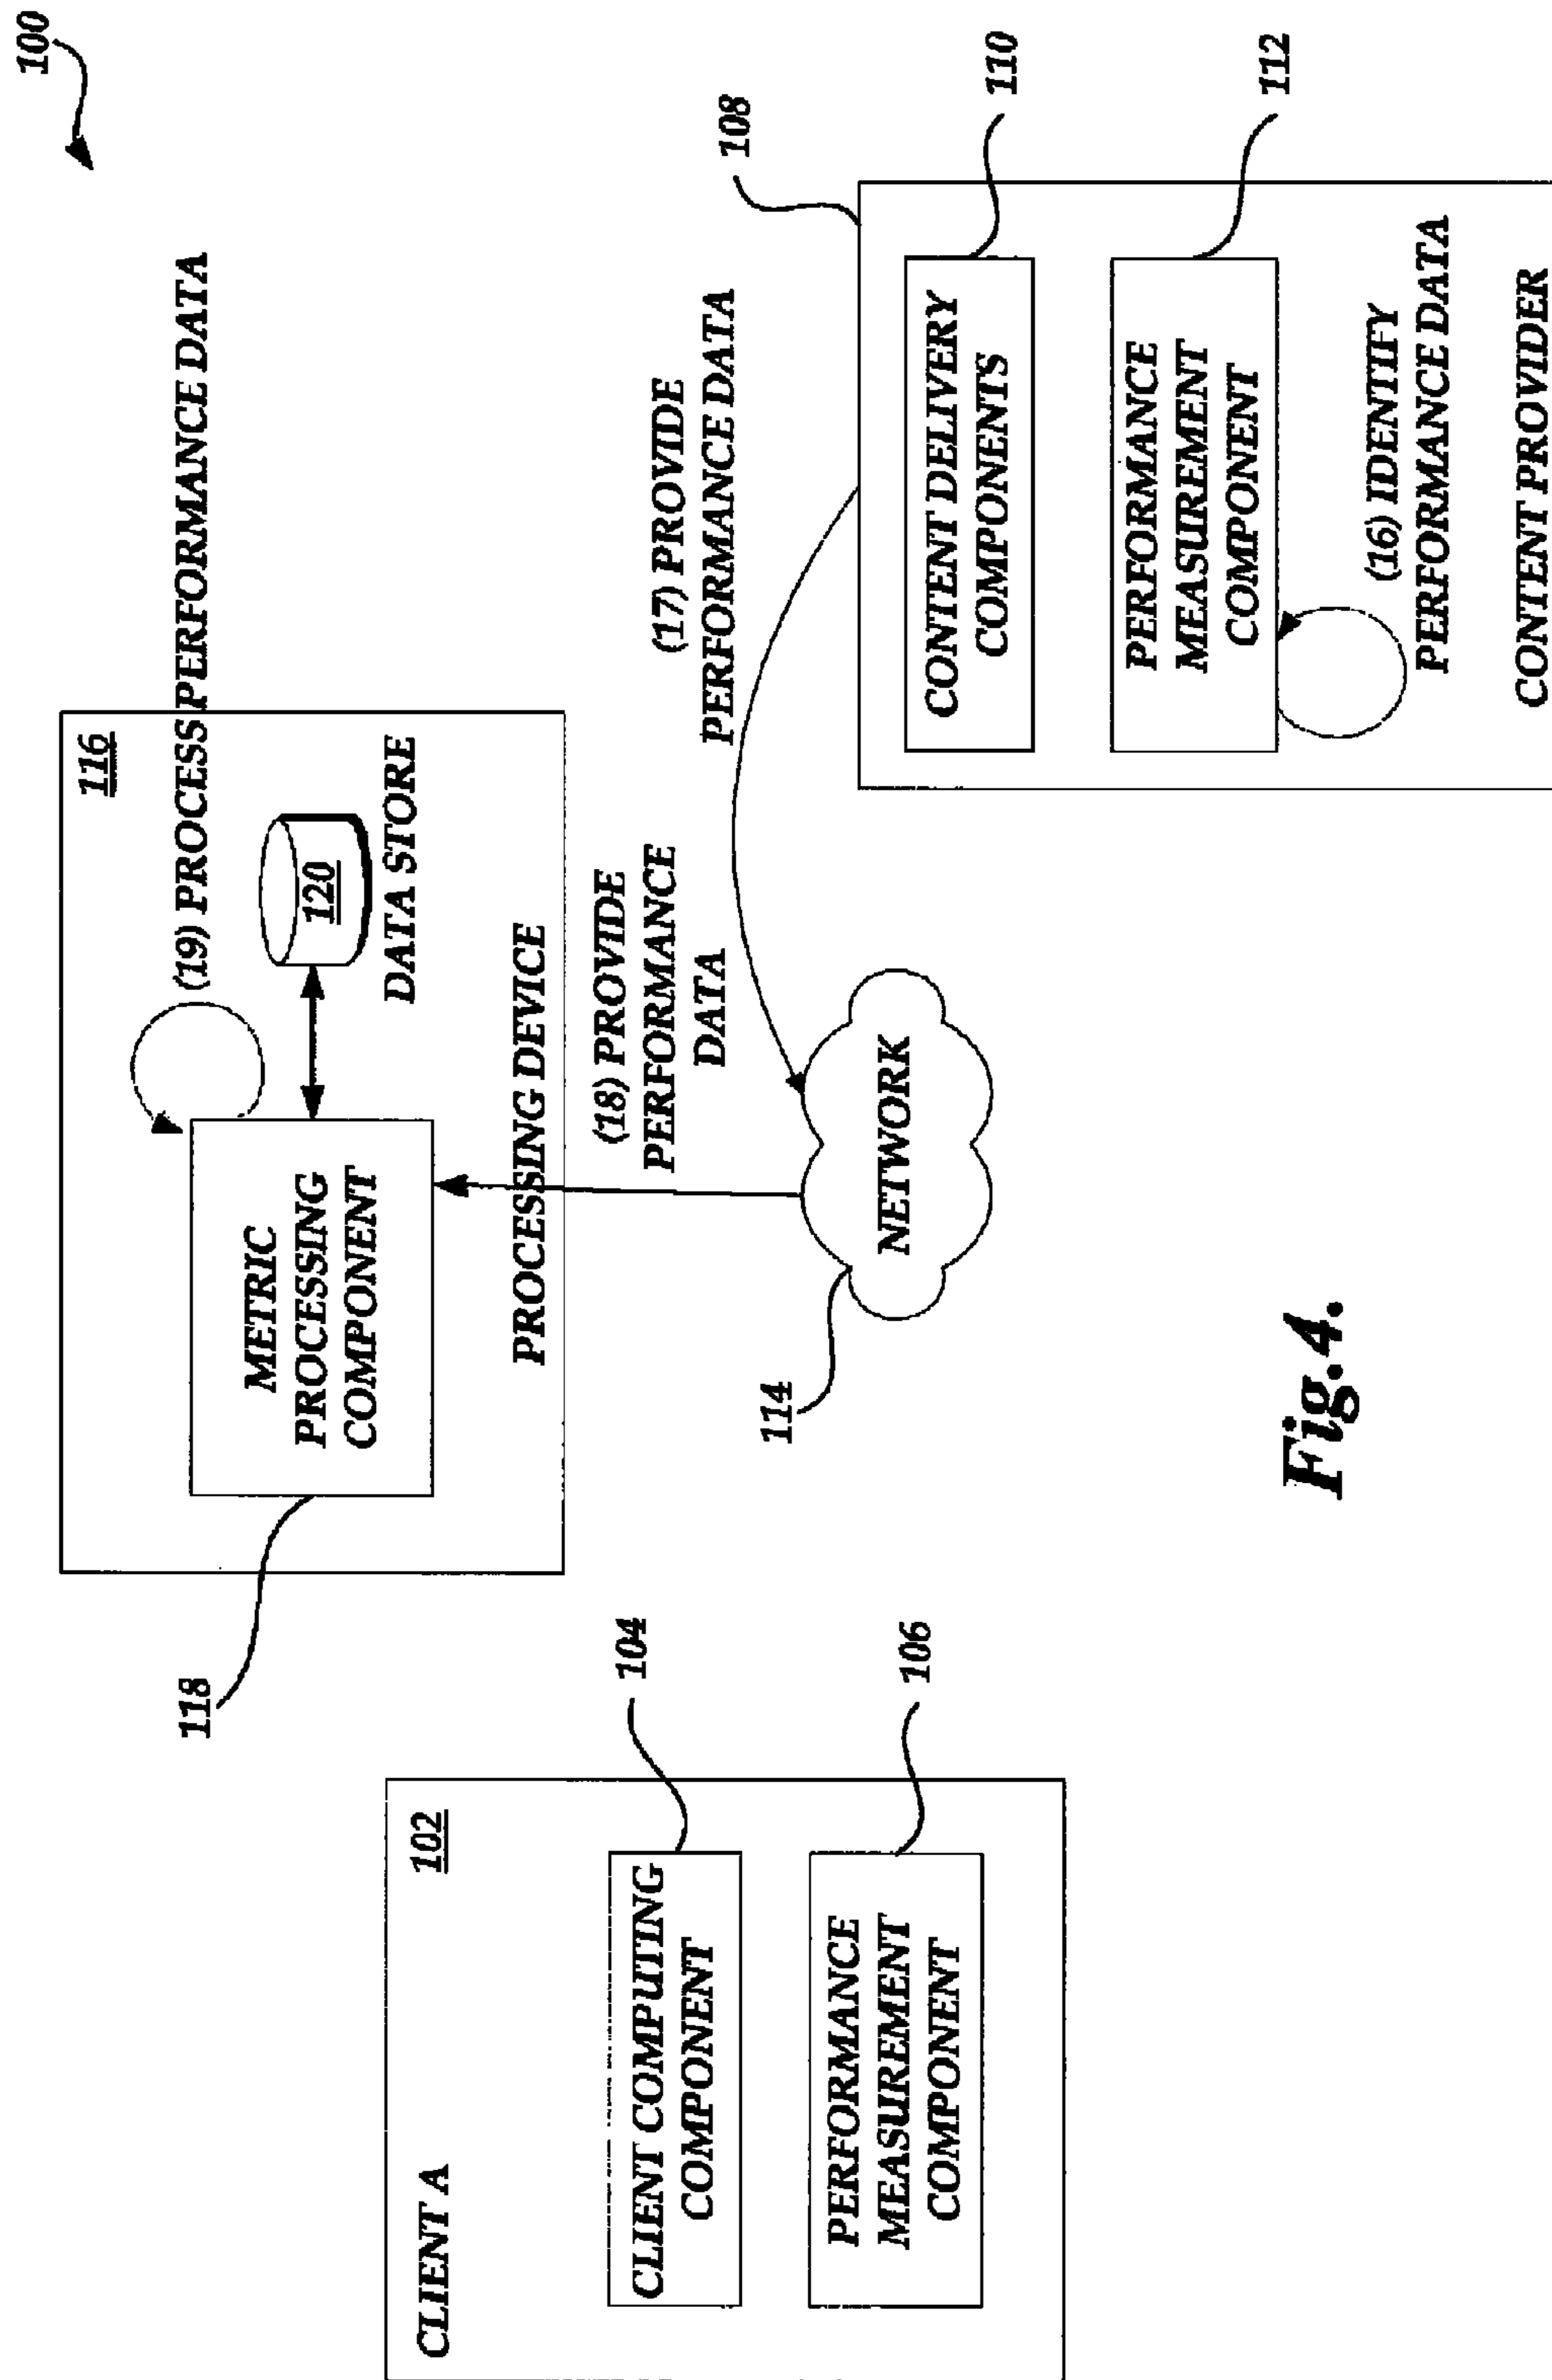 100
116
(19) PROCESS PERFORMANCE DATA
118
METRIC
PROCESSING
COMPONENT
120
DATA STORE
PROCESSING DEVICE
CLIENT A
102
CLIENT COMPUTING
COMPONENT
104
PERFORMANCE
MEASUREMENT
COMPONENT
106
(18) PROVIDE
PERFORMANCE
DATA
(17) PROVIDE
PERFORMANCE DATA
114
NETWORK
108
CONTENT DELIVERY
COMPONENTS
110
PERFORMANCE
MEASUREMENT
COMPONENT
112
(16) IDENTIFY
PERFORMANCE DATA
CONTENT PROVIDER
Fig.4.